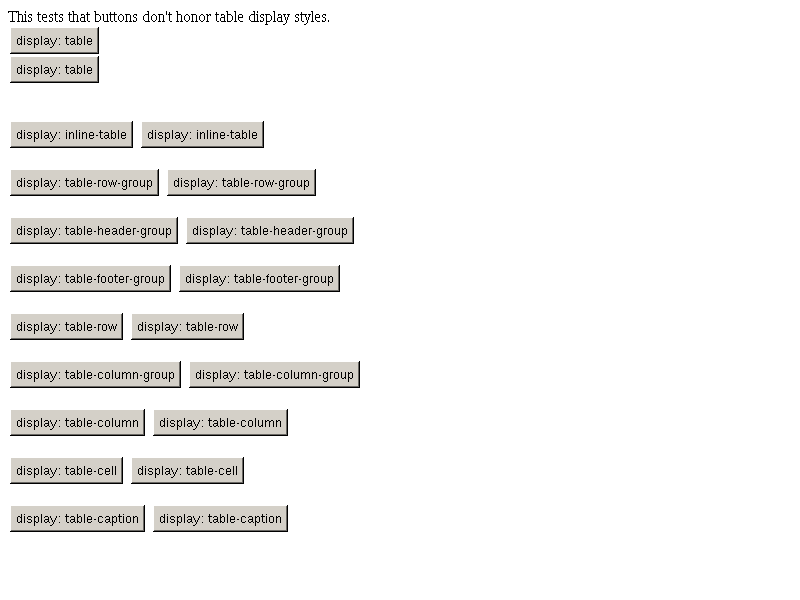 This tests that buttons don't honor table display styles.
display: table
display: table
display: inline-table display: inline-table
display: table-row-group display: table-row-group
display: table-header-group display: table-header-group
display: table-footer-group display: table-footer-group
display: table-row display: table-row
display: table-column-group display: table-column-group
display: table-column display: table-column
display: table-cell display: table-cell
display: table-caption display: table-caption